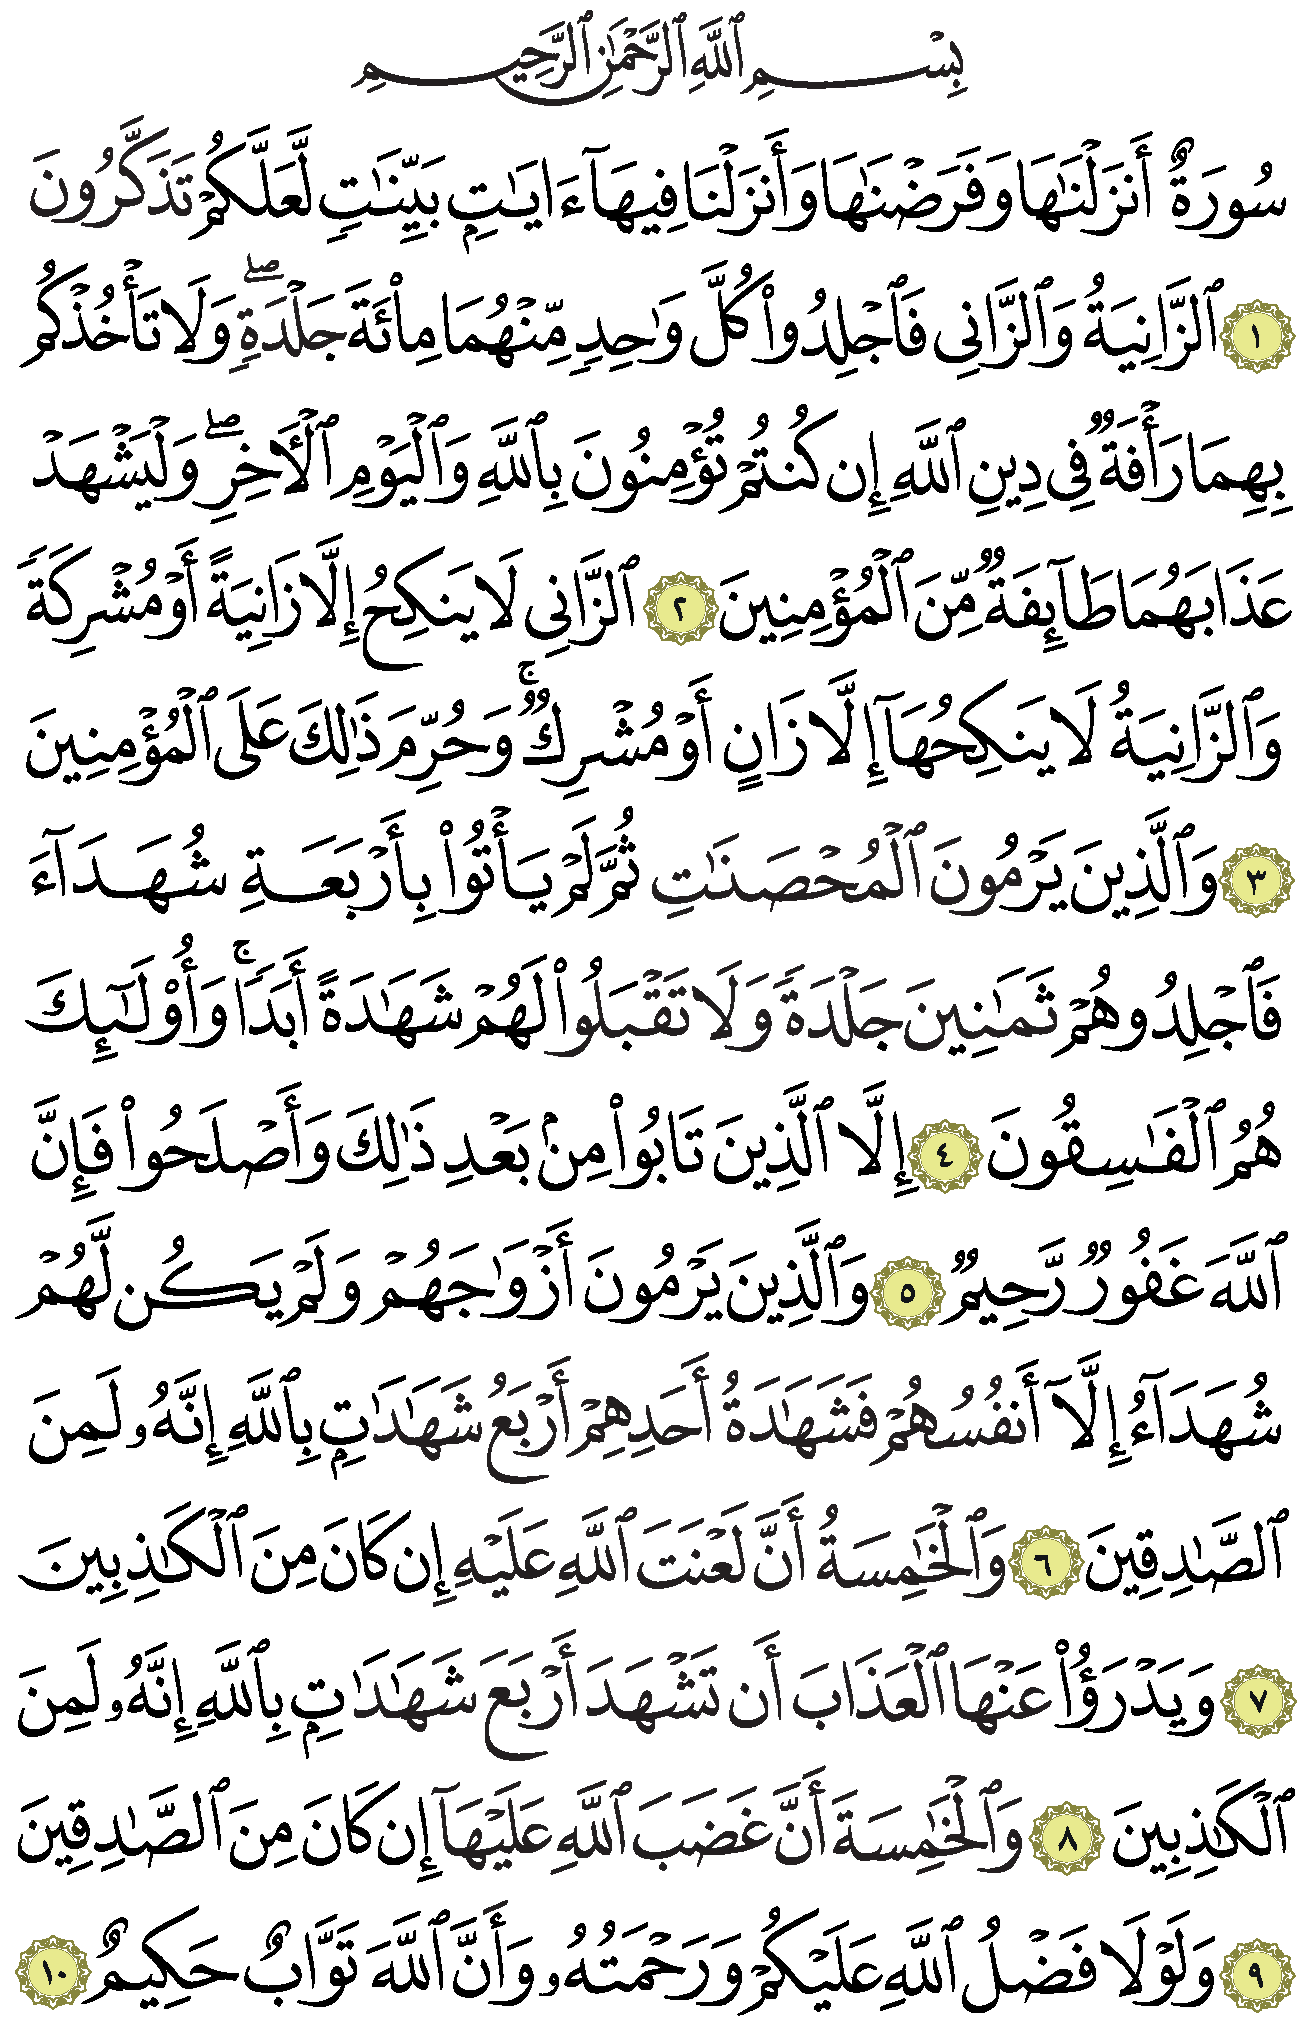 بِسْمِ ٱللَّهِ ٱلرَّحْمَٰنِ ٱلرَّحِيمِ
سُورَةٌ أَنزَلْنَٰهَا وَفَرَضْنَٰهَا وَأَنزَلْنَا فِيهَآ ءَايَٰتٍۭ بَيِّنَٰتٍ لَّعَلَّكُمْ تَذَكَّرُونَ
١ ٱلزَّانِيَةُ وَٱلزَّانِى فَٱجْلِدُوا۟ كُلَّ وَٰحِدٍ مِّنْهُمَا مِا۟ئَةَ جَلْدَةٍ ۖ وَلَا تَأْخُذْكُم
بِهِمَا رَأْفَةٌ فِى دِينِ ٱللَّهِ إِن كُنتُمْ تُؤْمِنُونَ بِٱللَّهِ وَٱلْيَوْمِ ٱلْـَٔاخِرِ ۖ وَلْيَشْهَدْ
عَذَابَهُمَا طَآئِفَةٌ مِّنَ ٱلْمُؤْمِنِينَ ٢ ٱلزَّانِى لَا يَنكِحُ إِلَّا زَانِيَةً أَوْ مُشْرِكَةً
وَٱلزَّانِيَةُ لَا يَنكِحُهَآ إِلَّا زَانٍ أَوْ مُشْرِكٌ ۚ وَحُرِّمَ ذَٰلِكَ عَلَى ٱلْمُؤْمِنِينَ
٣ وَٱلَّذِينَ يَرْمُونَ ٱلْمُحْصَنَٰتِ ثُمَّ لَمْ يَأْتُوا۟ بِأَرْبَعَةِ شُهَدَآءَ
فَٱجْلِدُوهُمْ ثَمَٰنِينَ جَلْدَةً وَلَا تَقْبَلُوا۟ لَهُمْ شَهَٰدَةً أَبَدًا ۚ وَأُو۟لَٰٓئِكَ
هُمُ ٱلْفَٰسِقُونَ ٤ إِلَّا ٱلَّذِينَ تَابُوا۟ مِنۢ بَعْدِ ذَٰلِكَ وَأَصْلَحُوا۟ فَإِنَّ
ٱللَّهَ غَفُورٌ رَّحِيمٌ ٥ وَٱلَّذِينَ يَرْمُونَ أَزْوَٰجَهُمْ وَلَمْ يَكُن لَّهُمْ
شُهَدَآءُ إِلَّآ أَنفُسُهُمْ فَشَهَٰدَةُ أَحَدِهِمْ أَرْبَعُ شَهَٰدَٰتٍۭ بِٱللَّهِ إِنَّهُۥ لَمِنَ
ٱلصَّٰدِقِينَ ٦ وَٱلْخَٰمِسَةُ أَنَّ لَعْنَتَ ٱللَّهِ عَلَيْهِ إِن كَانَ مِنَ ٱلْكَٰذِبِينَ
٧ وَيَدْرَؤُا۟ عَنْهَا ٱلْعَذَابَ أَن تَشْهَدَ أَرْبَعَ شَهَٰدَٰتٍۭ بِٱللَّهِ إِنَّهُۥ لَمِنَ
ٱلْكَٰذِبِينَ ٨ وَٱلْخَٰمِسَةَ أَنَّ غَضَبَ ٱللَّهِ عَلَيْهَآ إِن كَانَ مِنَ ٱلصَّٰدِقِينَ
٩ وَلَوْلَا فَضْلُ ٱللَّهِ عَلَيْكُمْ وَرَحْمَتُهُۥ وَأَنَّ ٱللَّهَ تَوَّابٌ حَكِيمٌ ١٠